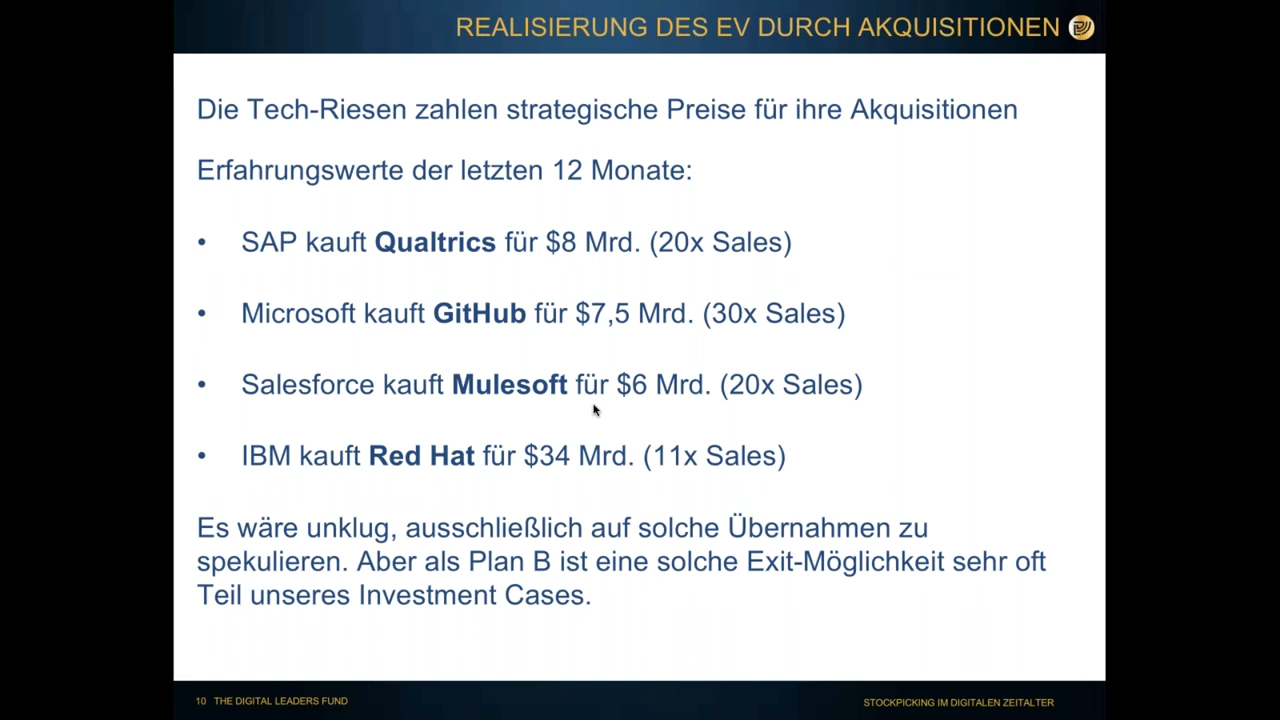 REALISIERUNG DES EV DURCH AKQUISITIONEN
Die Tech-Riesen zahlen strategische Preise für ihre Akquisitionen
Erfahrungswerte der letzten 12 Monate:
• SAP kauft Qualtrics für $8 Mrd. (20x Sales)
• Microsoft kauft GitHub für $7,5 Mrd. (30x Sales)
• Salesforce kauft Mulesoft für $6 Mrd. (20x Sales)
• IBM kauft Red Hat für $34 Mrd. (11x Sales)
Es wäre unklug, ausschließlich auf solche Übernahmen zu
spekulieren. Aber als Plan B ist eine solche Exit-Möglichkeit sehr oft
Teil unseres Investment Cases.
10 THE DIGITAL LEADERS FUND
STOCKPICKING IM DIGITALEN ZEITALTER